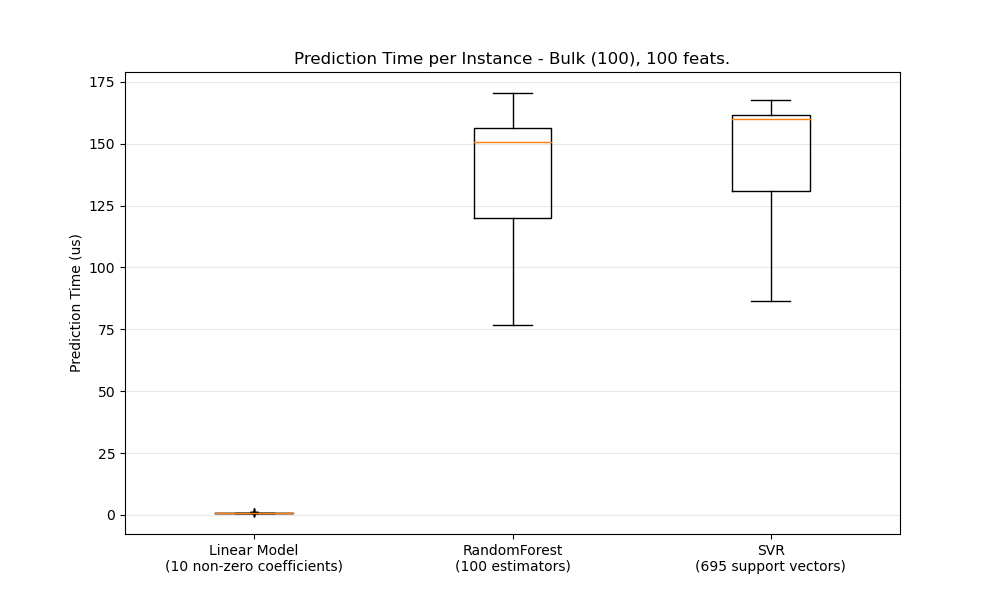 Prediction Time per Instance - Bulk (100), 100 feats.
175
150
125
100
75
50
25
0
Prediction Time (us)
Linear Model
(10 non-zero coefficients)
RandomForest
(100 estimators)
SVR
(695 support vectors)